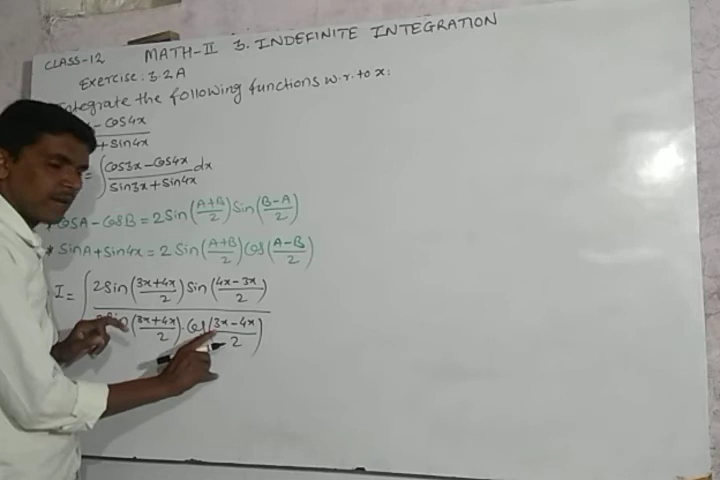 CLASS-12 MATH-II 3. INDEFINITE INTEGRATION
Exercise: 3.2A
Integrate the following functions w.r.to x:
- Cos4x
+ Sin4x
= ∫ Cos3x - Cos4x / Sin3x + Sin4x dx
* CosA - CosB = 2 Sin(A+B/2) Sin(B-A/2)
* SinA + Sin4x = 2 Sin(A+B/2) Cos(A-B/2)
I = ∫ 2 Sin(3x+4x/2) Sin(4x-3x/2)
2 Sin(3x+4x/2) · Cos(3x-4x/2)